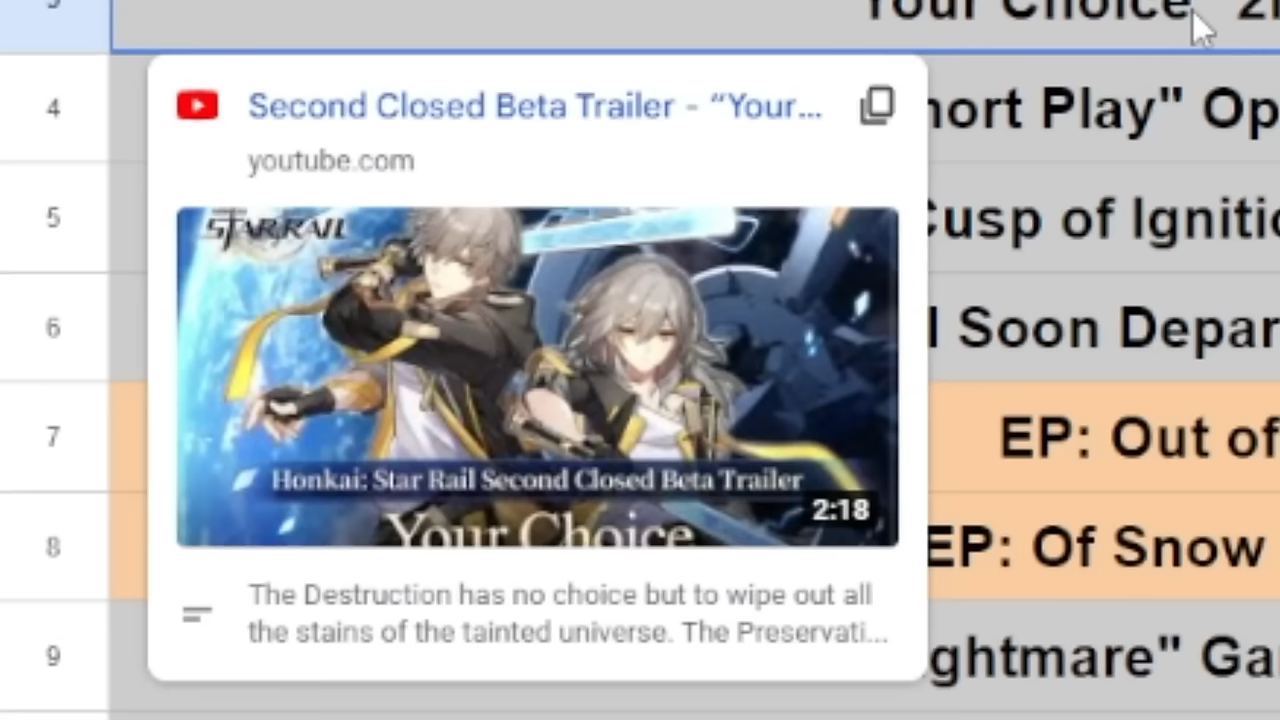 Your Choice"
4
Second Closed Beta Trailer - “Your...
youtube.com
hort Play" Op
5
Cusp of Igniti
STAR RAIL
6
l Soon Depar
7
EP: Out of
Honkai: Star Rail Second Closed Beta Trailer
2:18
Your Choice
8
EP: Of Snow
The Destruction has no choice but to wipe out all
the stains of the tainted universe. The Preservati...
9
ghtmare" Ga